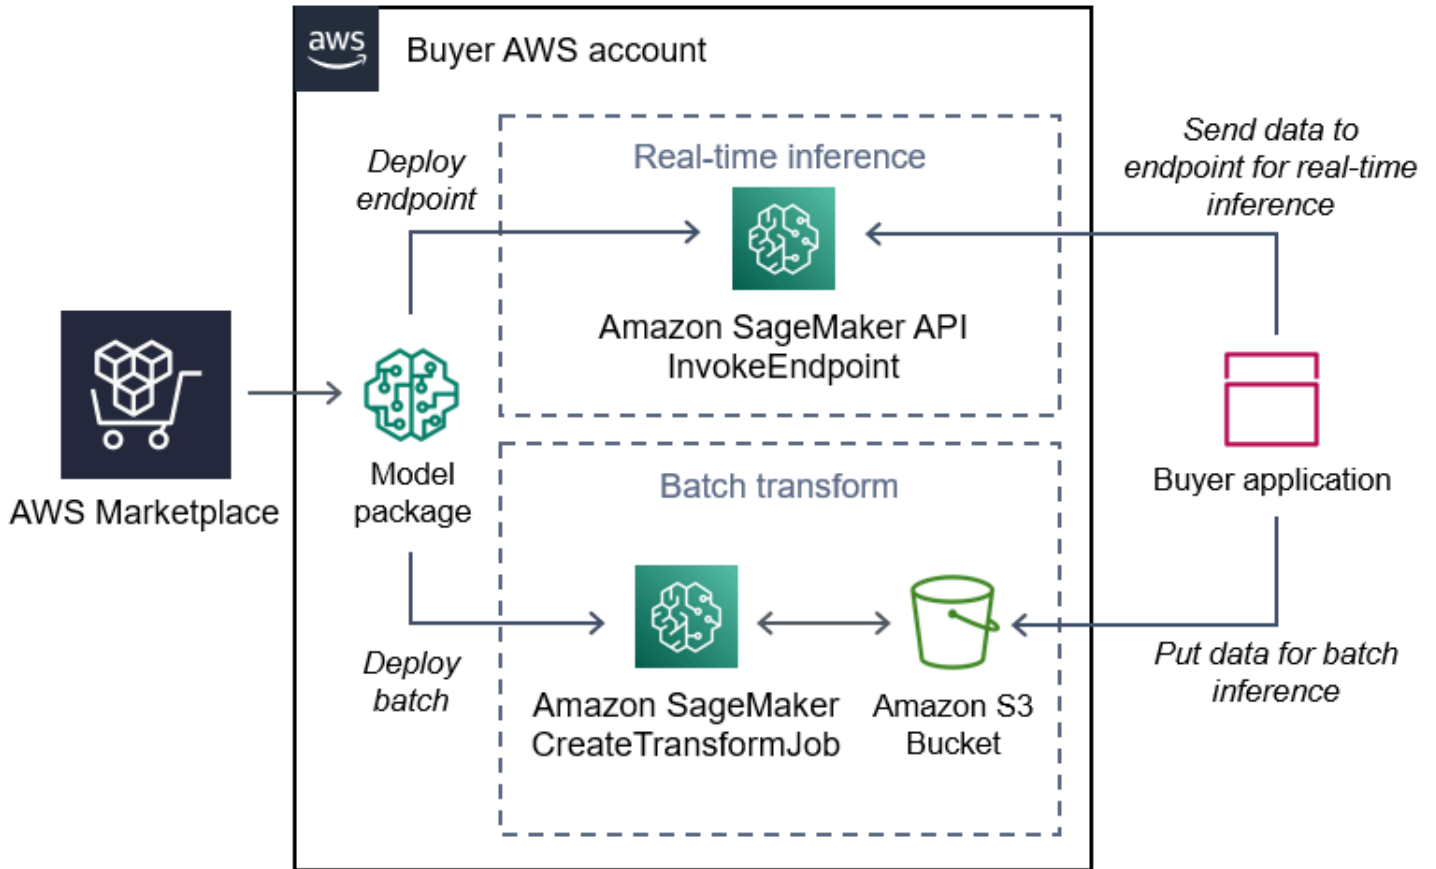 aws
Buyer AWS account
Deploy
endpoint
Real-time inference
Send data to
endpoint for real-time
inference
Amazon SageMaker API
InvokeEndpoint
AWS Marketplace
Model
package
Buyer application
Batch transform
Deploy
batch
Amazon SageMaker
CreateTransformJob
Amazon S3
Bucket
Put data for batch
inference